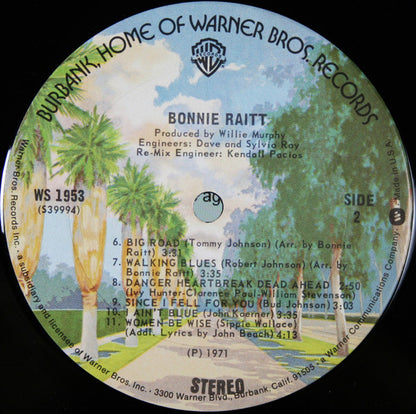 BURBANK, HOME OF WARNER BROS. RECORDS
WB
RECORDS
BONNIE RAITT
Produced by Willie Murphy
Engineers: Dave and Sylvia Ray
Re-Mix Engineer: Kendall Pacios
WS 1953
(S39994)
SIDE
2
ag
6. BIG ROAD (Tommy Johnson) (Arr. by Bonnie
Raitt) 3:31
7. WALKING BLUES (Robert Johnson) (Arr. by
Bonnie Raitt) 3:35
8. DANGER HEARTBREAK DEAD AHEAD 2:50
(Ivy Hunter-Clarence Paul-William Stevenson)
9. SINCE I FELL FOR YOU (Bud Johnson) 3:03
10. I AIN'T BLUE (John Koerner) 3:35
11. WOMEN BE WISE (Sippie Wallace)
(Addl. Lyrics by John Beach) 4:13
℗ 1971
STEREO
Warner Bros. Records Inc., a subsidiary and licensee of Warner Bros. Inc. • 3300 Warner Blvd., Burbank, Calif. 91505 • a Warner Communications Company • Made in U.S.A.